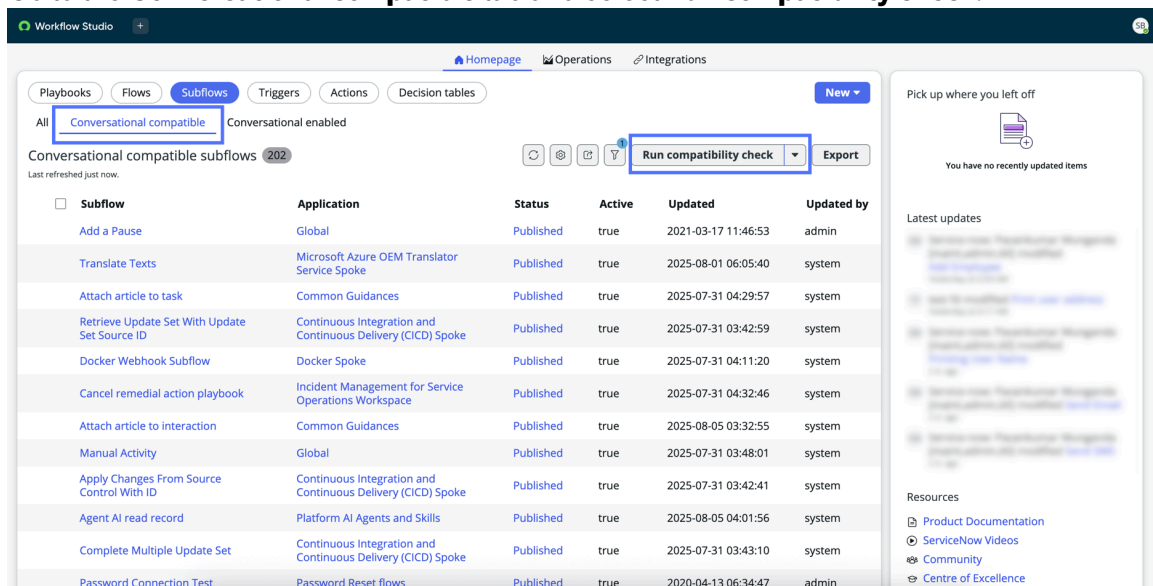 Workflow Studio
+
SB
Homepage Operations Integrations
Playbooks Flows Subflows Triggers Actions Decision tables New
All Conversational compatible Conversational enabled
Conversational compatible subflows 202
Last refreshed just now.
1
Run compatibility check Export
Subflow Application Status Active Updated Updated by
Add a Pause Global Published true 2021-03-17 11:46:53 admin
Translate Texts Microsoft Azure OEM Translator Service Spoke Published true 2025-08-01 06:05:40 system
Attach article to task Common Guidances Published true 2025-07-31 04:29:57 system
Retrieve Update Set With Update Set Source ID Continuous Integration and Continuous Delivery (CICD) Spoke Published true 2025-07-31 03:42:59 system
Docker Webhook Subflow Docker Spoke Published true 2025-07-31 04:11:20 system
Cancel remedial action playbook Incident Management for Service Operations Workspace Published true 2025-07-31 04:32:46 system
Attach article to interaction Common Guidances Published true 2025-08-05 03:32:55 system
Manual Activity Global Published true 2025-07-31 03:48:01 system
Apply Changes From Source Control With ID Continuous Integration and Continuous Delivery (CICD) Spoke Published true 2025-07-31 03:42:41 system
Agent AI read record Platform AI Agents and Skills Published true 2025-08-05 04:01:56 system
Complete Multiple Update Set Continuous Integration and Continuous Delivery (CICD) Spoke Published true 2025-07-31 03:43:10 system
Password Connection Test Password Reset flows Published true 2020-04-13 06:34:47 admin
Pick up where you left off
You have no recently updated items
Latest updates
Resources
Product Documentation
ServiceNow Videos
Community
Centre of Excellence